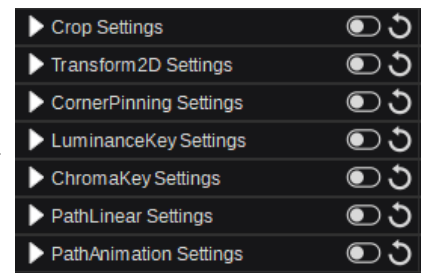 Crop Settings
Transform2D Settings
CornerPinning Settings
LuminanceKey Settings
ChromaKey Settings
PathLinear Settings
PathAnimation Settings